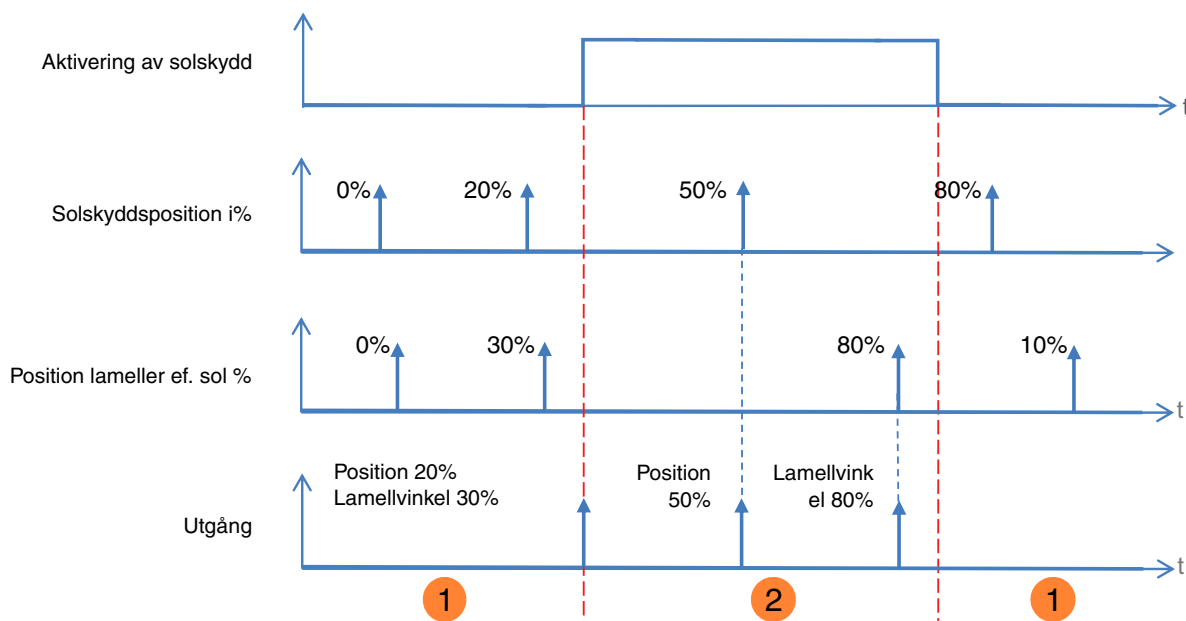 Aktivering av solskydd
t
Solskyddsposition i%
0%
20%
50%
80%
Position lameller ef. sol %
0%
30%
80%
10%
t
Utgång
Position 20%
Lamellvinkel 30%
Position
50%
Lamellvink
el 80%
t
1
2
1